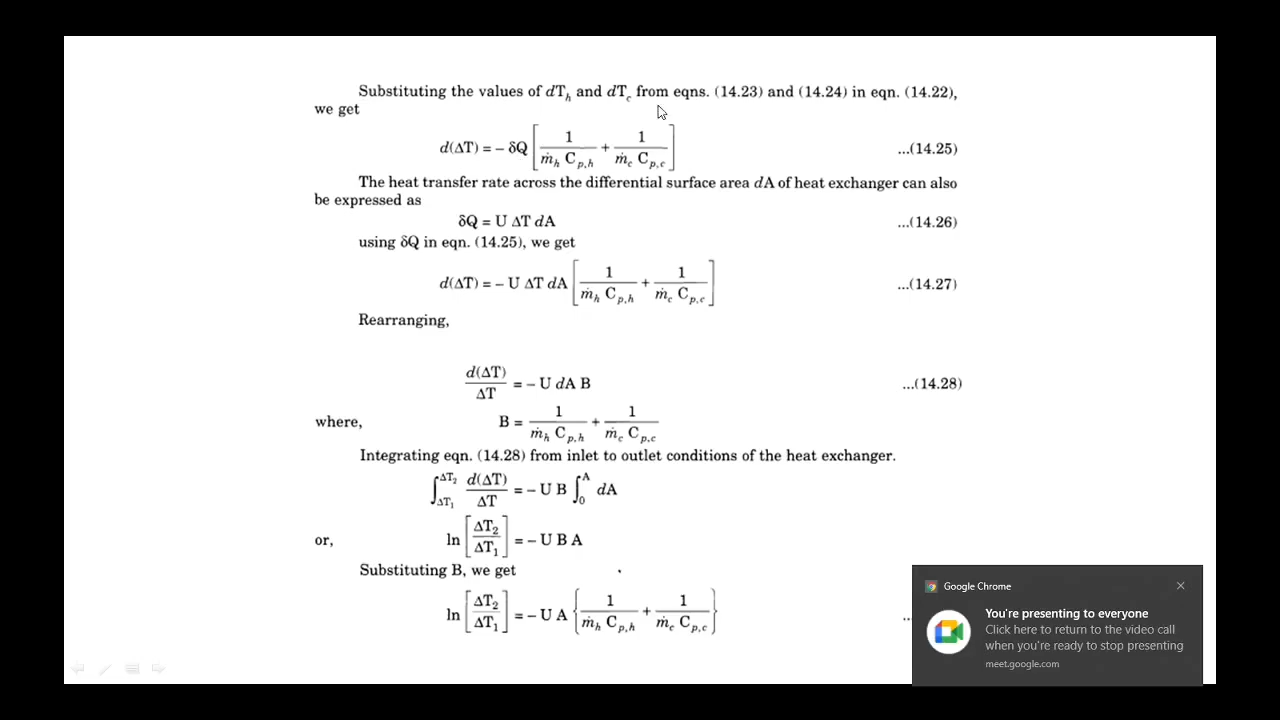 Substituting the values of dT_h and dT_c from eqns. (14.23) and (14.24) in eqn. (14.22),
we get
d(ΔT) = – δQ [ 1/(ṁ_h C_p,h) + 1/(ṁ_c C_p,c) ] ...(14.25)
The heat transfer rate across the differential surface area dA of heat exchanger can also
be expressed as
δQ = U ΔT dA ...(14.26)
using δQ in eqn. (14.25), we get
d(ΔT) = – U ΔT dA [ 1/(ṁ_h C_p,h) + 1/(ṁ_c C_p,c) ] ...(14.27)
Rearranging,
d(ΔT)/ΔT = – U dA B ...(14.28)
where, B = 1/(ṁ_h C_p,h) + 1/(ṁ_c C_p,c)
Integrating eqn. (14.28) from inlet to outlet conditions of the heat exchanger.
∫_ΔT₁^ΔT₂ d(ΔT)/ΔT = – U B ∫_0^A dA
or, ln [ ΔT₂/ΔT₁ ] = – U B A
Substituting B, we get
ln [ ΔT₂/ΔT₁ ] = – U A { 1/(ṁ_h C_p,h) + 1/(ṁ_c C_p,c) } ..
Google Chrome
You're presenting to everyone
Click here to return to the video call
when you're ready to stop presenting
meet.google.com